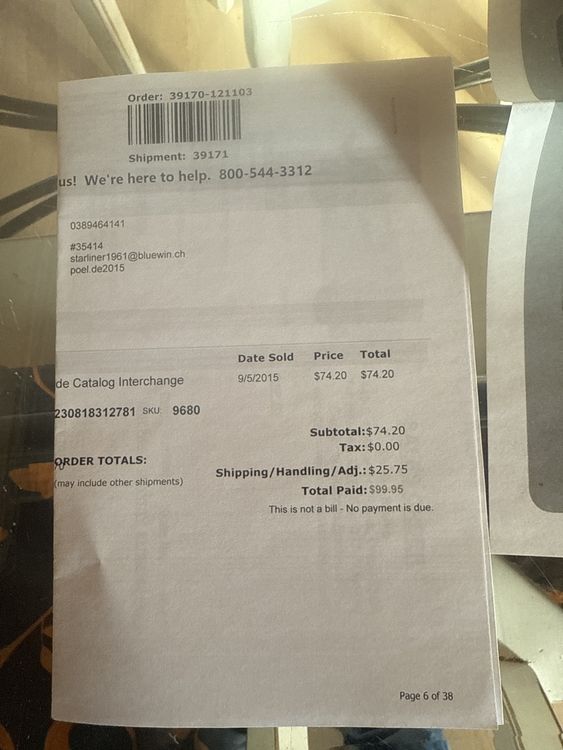 Order: 39170-121103
Shipment: 39171
us! We're here to help. 800-544-3312
0389464141
#35414
starliner1961@bluewin.ch
poel.de2015
Date Sold Price Total
de Catalog Interchange 9/5/2015 $74.20 $74.20
230818312781 SKU: 9680
Subtotal:$74.20
Tax:$0.00
ORDER TOTALS:
Shipping/Handling/Adj.:$25.75
(may include other shipments)
Total Paid:$99.95
This is not a bill - No payment is due.
Page 6 of 38